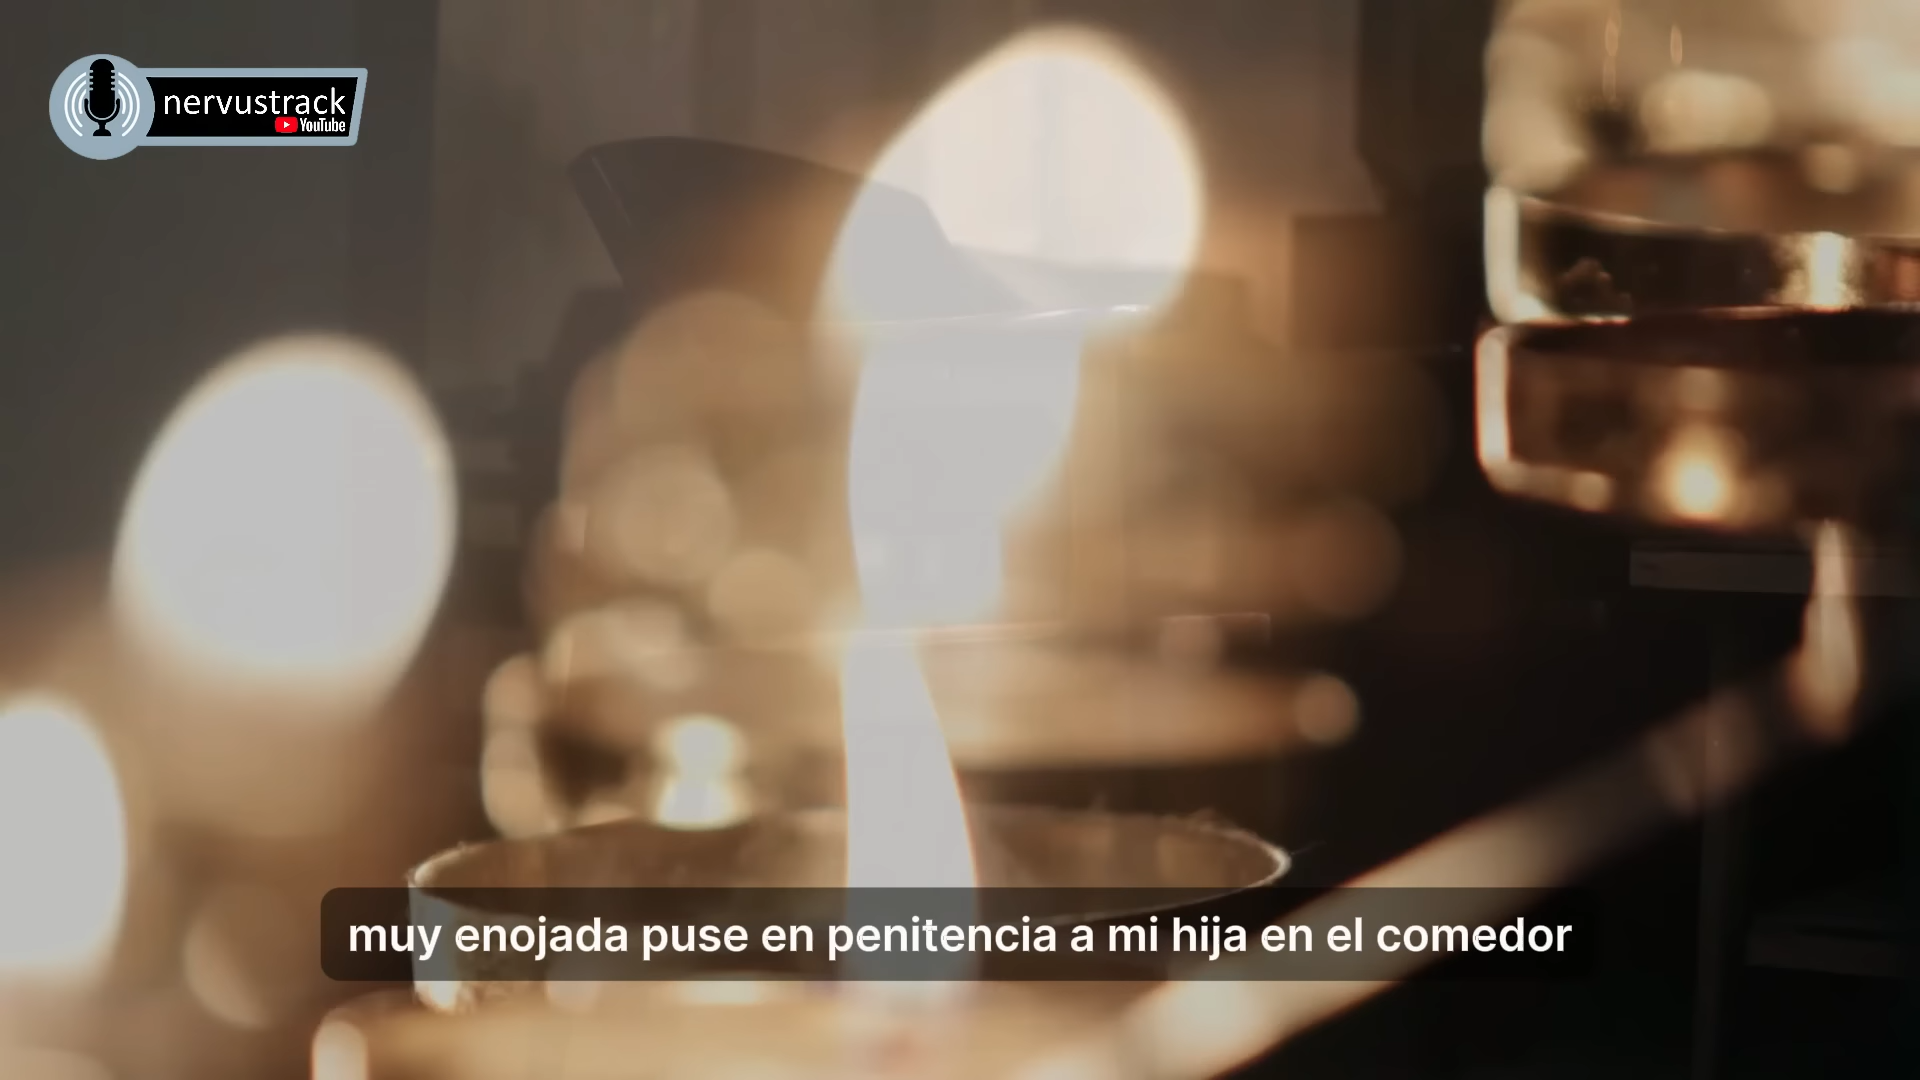 nervustrack
YouTube
muy enojada puse en penitencia a mi hija en el comedor